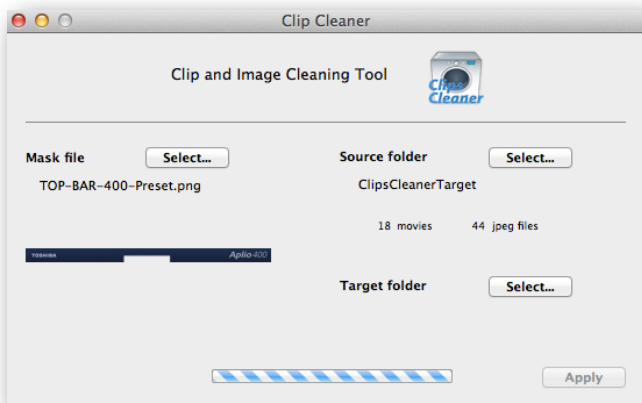 Clip Cleaner
Clip and Image Cleaning Tool
Clips
Cleaner
Mask file
Select...
TOP-BAR-400-Preset.png
TOSHIBA
Aplio 400
Source folder
Select...
ClipsCleanerTarget
18 movies 44 jpeg files
Target folder
Select...
Apply